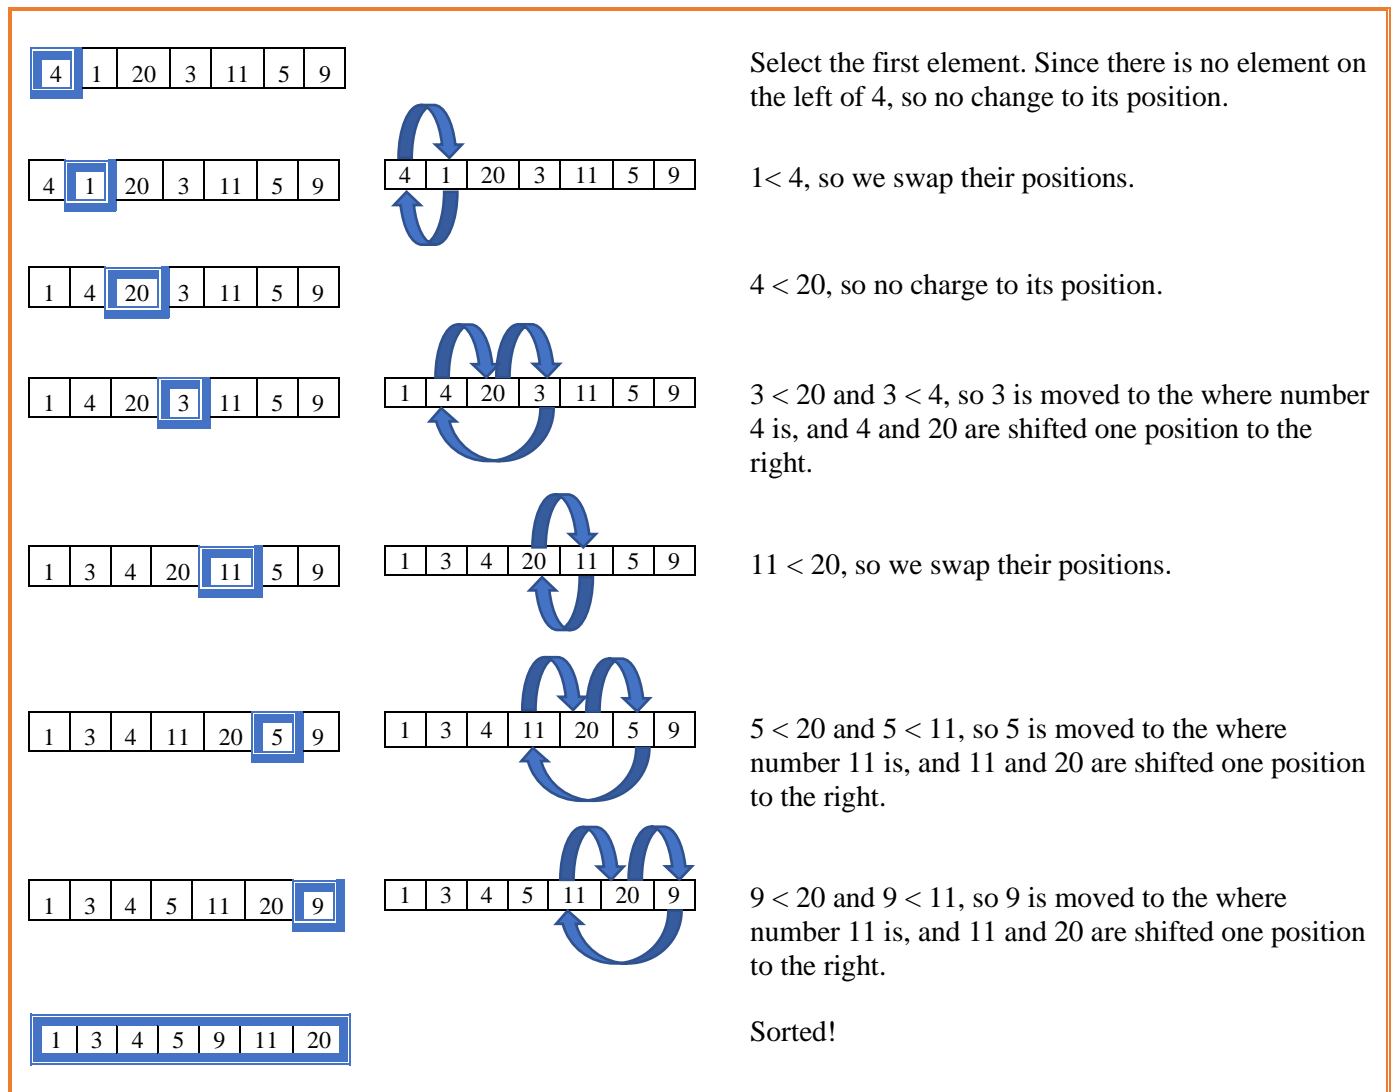 4 1 20 3 11 5 9
Select the first element. Since there is no element on
the left of 4, so no change to its position.
4 1 20 3 11 5 9
4 1 20 3 11 5 9
1< 4, so we swap their positions.
1 4 20 3 11 5 9
4 < 20, so no charge to its position.
1 4 20 3 11 5 9
1 4 20 3 11 5 9
3 < 20 and 3 < 4, so 3 is moved to the where number
4 is, and 4 and 20 are shifted one position to the
right.
1 3 4 20 11 5 9
1 3 4 20 11 5 9
11 < 20, so we swap their positions.
1 3 4 11 20 5 9
1 3 4 11 20 5 9
5 < 20 and 5 < 11, so 5 is moved to the where
number 11 is, and 11 and 20 are shifted one position
to the right.
1 3 4 5 11 20 9
1 3 4 5 11 20 9
9 < 20 and 9 < 11, so 9 is moved to the where
number 11 is, and 11 and 20 are shifted one position
to the right.
1 3 4 5 9 11 20
Sorted!